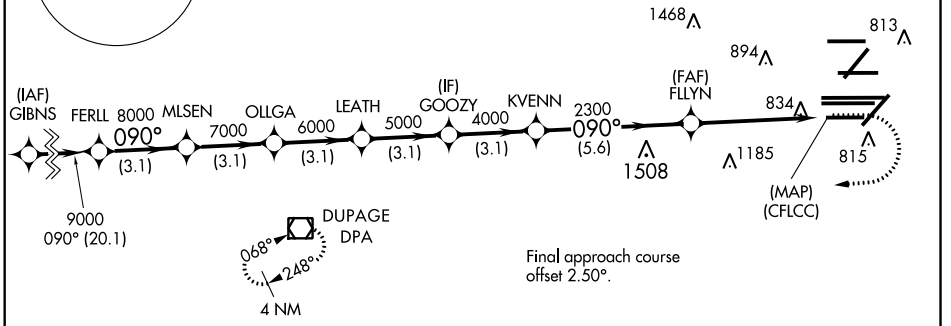 1468
813
894
(IAF)
GIBNS
FERLL
8000
090°
(3.1)
MLSEN
7000
(3.1)
OLLGA
6000
(3.1)
LEATH
5000
(3.1)
(IF)
GOOZY
4000
(3.1)
KVENN
2300
090°
(5.6)
(FAF)
FLLYN
834
1508
1185
815
(MAP)
(CFLCC)
9000
090° (20.1)
DUPAGE
DPA
068°
248°
4 NM
Final approach course
offset 2.50°.